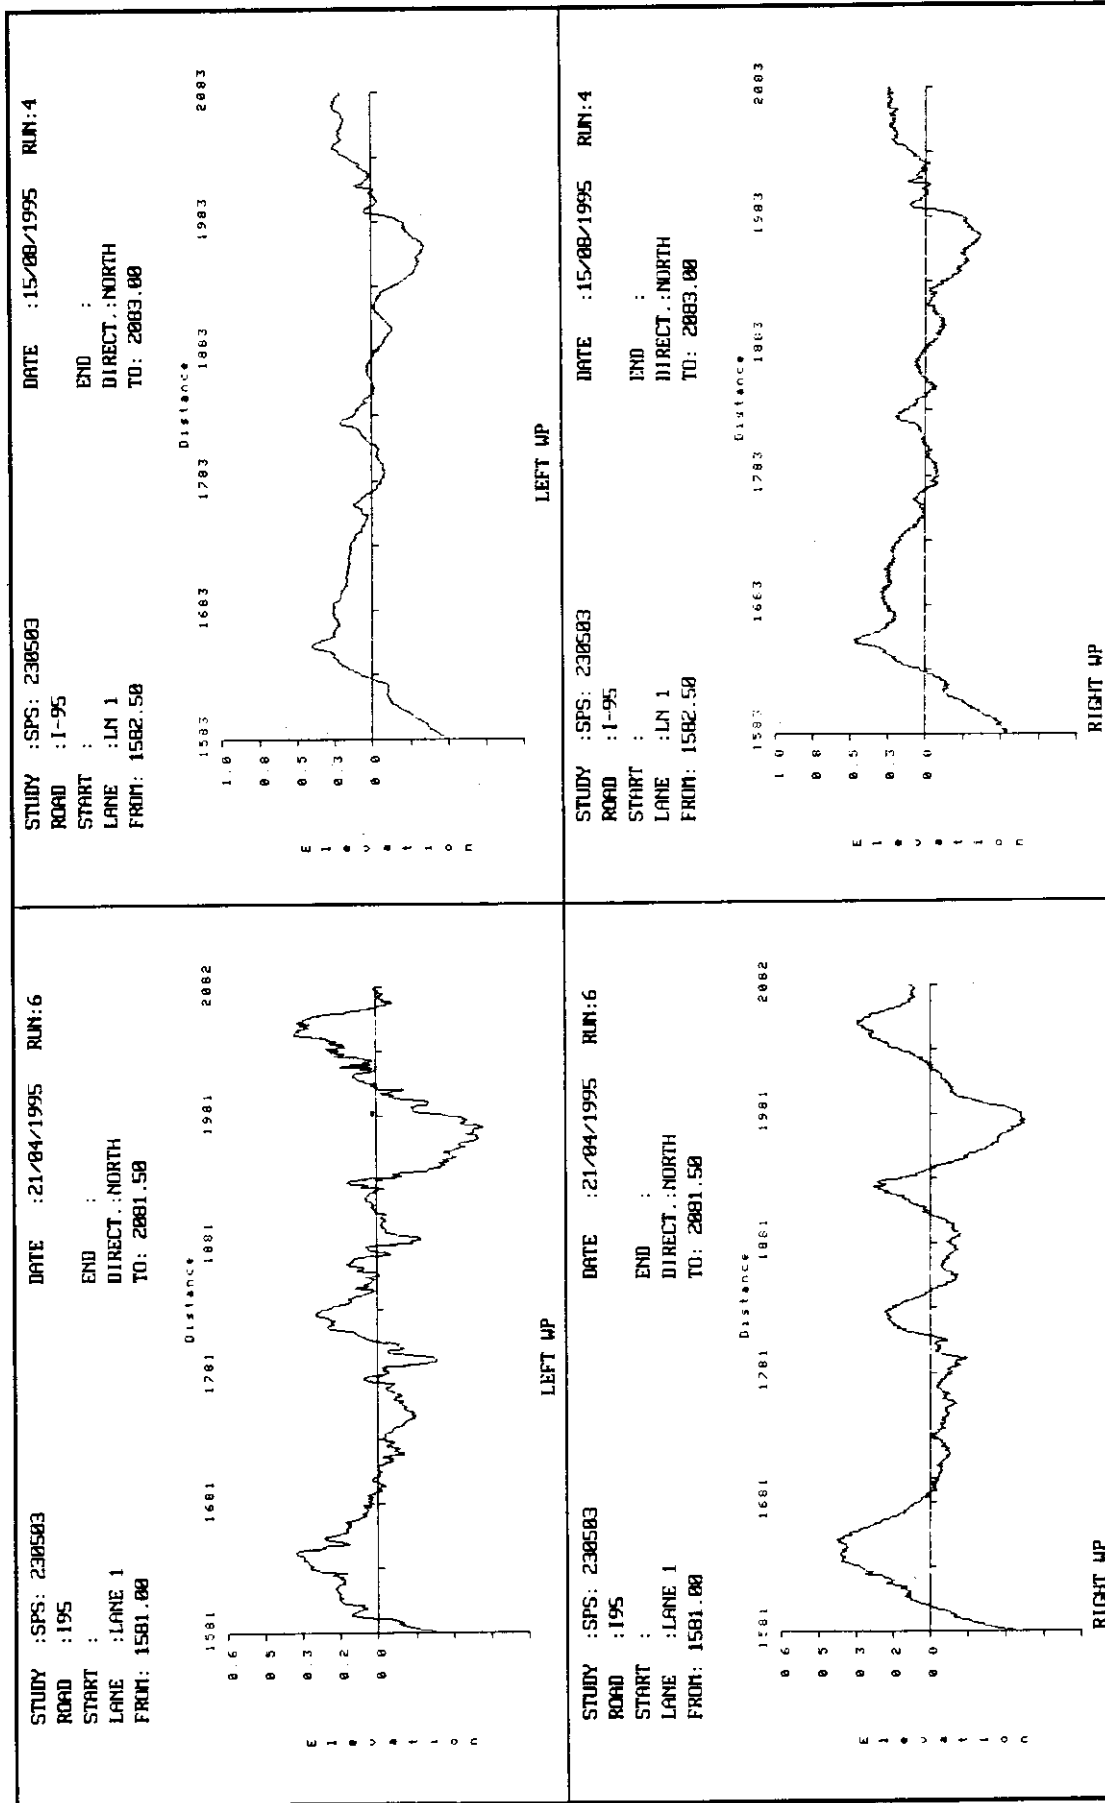 STUDY :SPS: 230503 DATE :21/04/1995 RUN:6
ROAD :I95
START : END :
LANE :LANE 1 DIRECT.:NORTH
FROM: 1581.00 TO: 2081.50
Distance
1581 1681 1781 1881 1981 2082
0.6
0.5
0.3
0.2
0.0
Elevation
LEFT WP
STUDY :SPS: 230503 DATE :15/08/1995 RUN:4
ROAD :I-95
START : END :
LANE :LN 1 DIRECT.:NORTH
FROM: 1582.50 TO: 2083.00
Distance
1583 1683 1783 1883 1983 2083
1.0
0.8
0.5
0.3
0.0
Elevation
LEFT WP
STUDY :SPS: 230503 DATE :21/04/1995 RUN:6
ROAD :I95
START : END :
LANE :LANE 1 DIRECT.:NORTH
FROM: 1581.00 TO: 2081.50
Distance
1581 1681 1781 1881 1981 2082
0.6
0.5
0.3
0.2
0.0
Elevation
RIGHT WP
STUDY :SPS: 230503 DATE :15/08/1995 RUN:4
ROAD :I-95
START : END :
LANE :LN 1 DIRECT.:NORTH
FROM: 1582.50 TO: 2083.00
Distance
1583 1683 1783 1883 1983 2083
1.0
0.8
0.5
0.3
0.0
Elevation
RIGHT WP